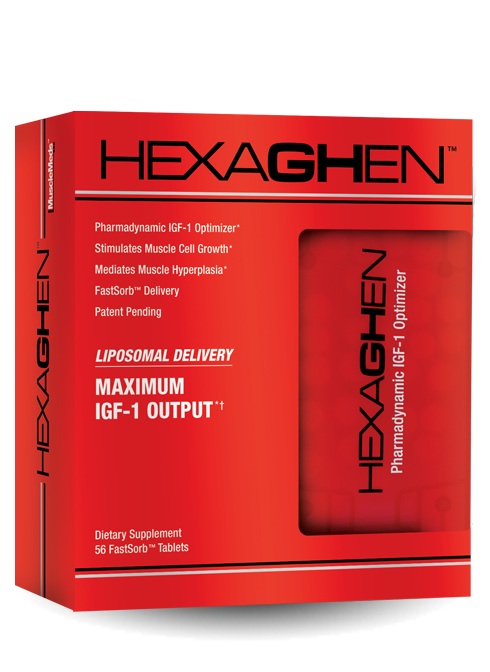 HEXAGHEN™
Pharmadynamic IGF-1 Optimizer*
Stimulates Muscle Cell Growth*
Mediates Muscle Hyperplasia*
FastSorb™ Delivery
Patent Pending
LIPOSOMAL DELIVERY
MAXIMUM
IGF-1 OUTPUT*†
Dietary Supplement
56 FastSorb™ Tablets
HEXAGHEN
Pharmadynamic IGF-1 Optimizer
MuscleMeds
HEXAGHEN™